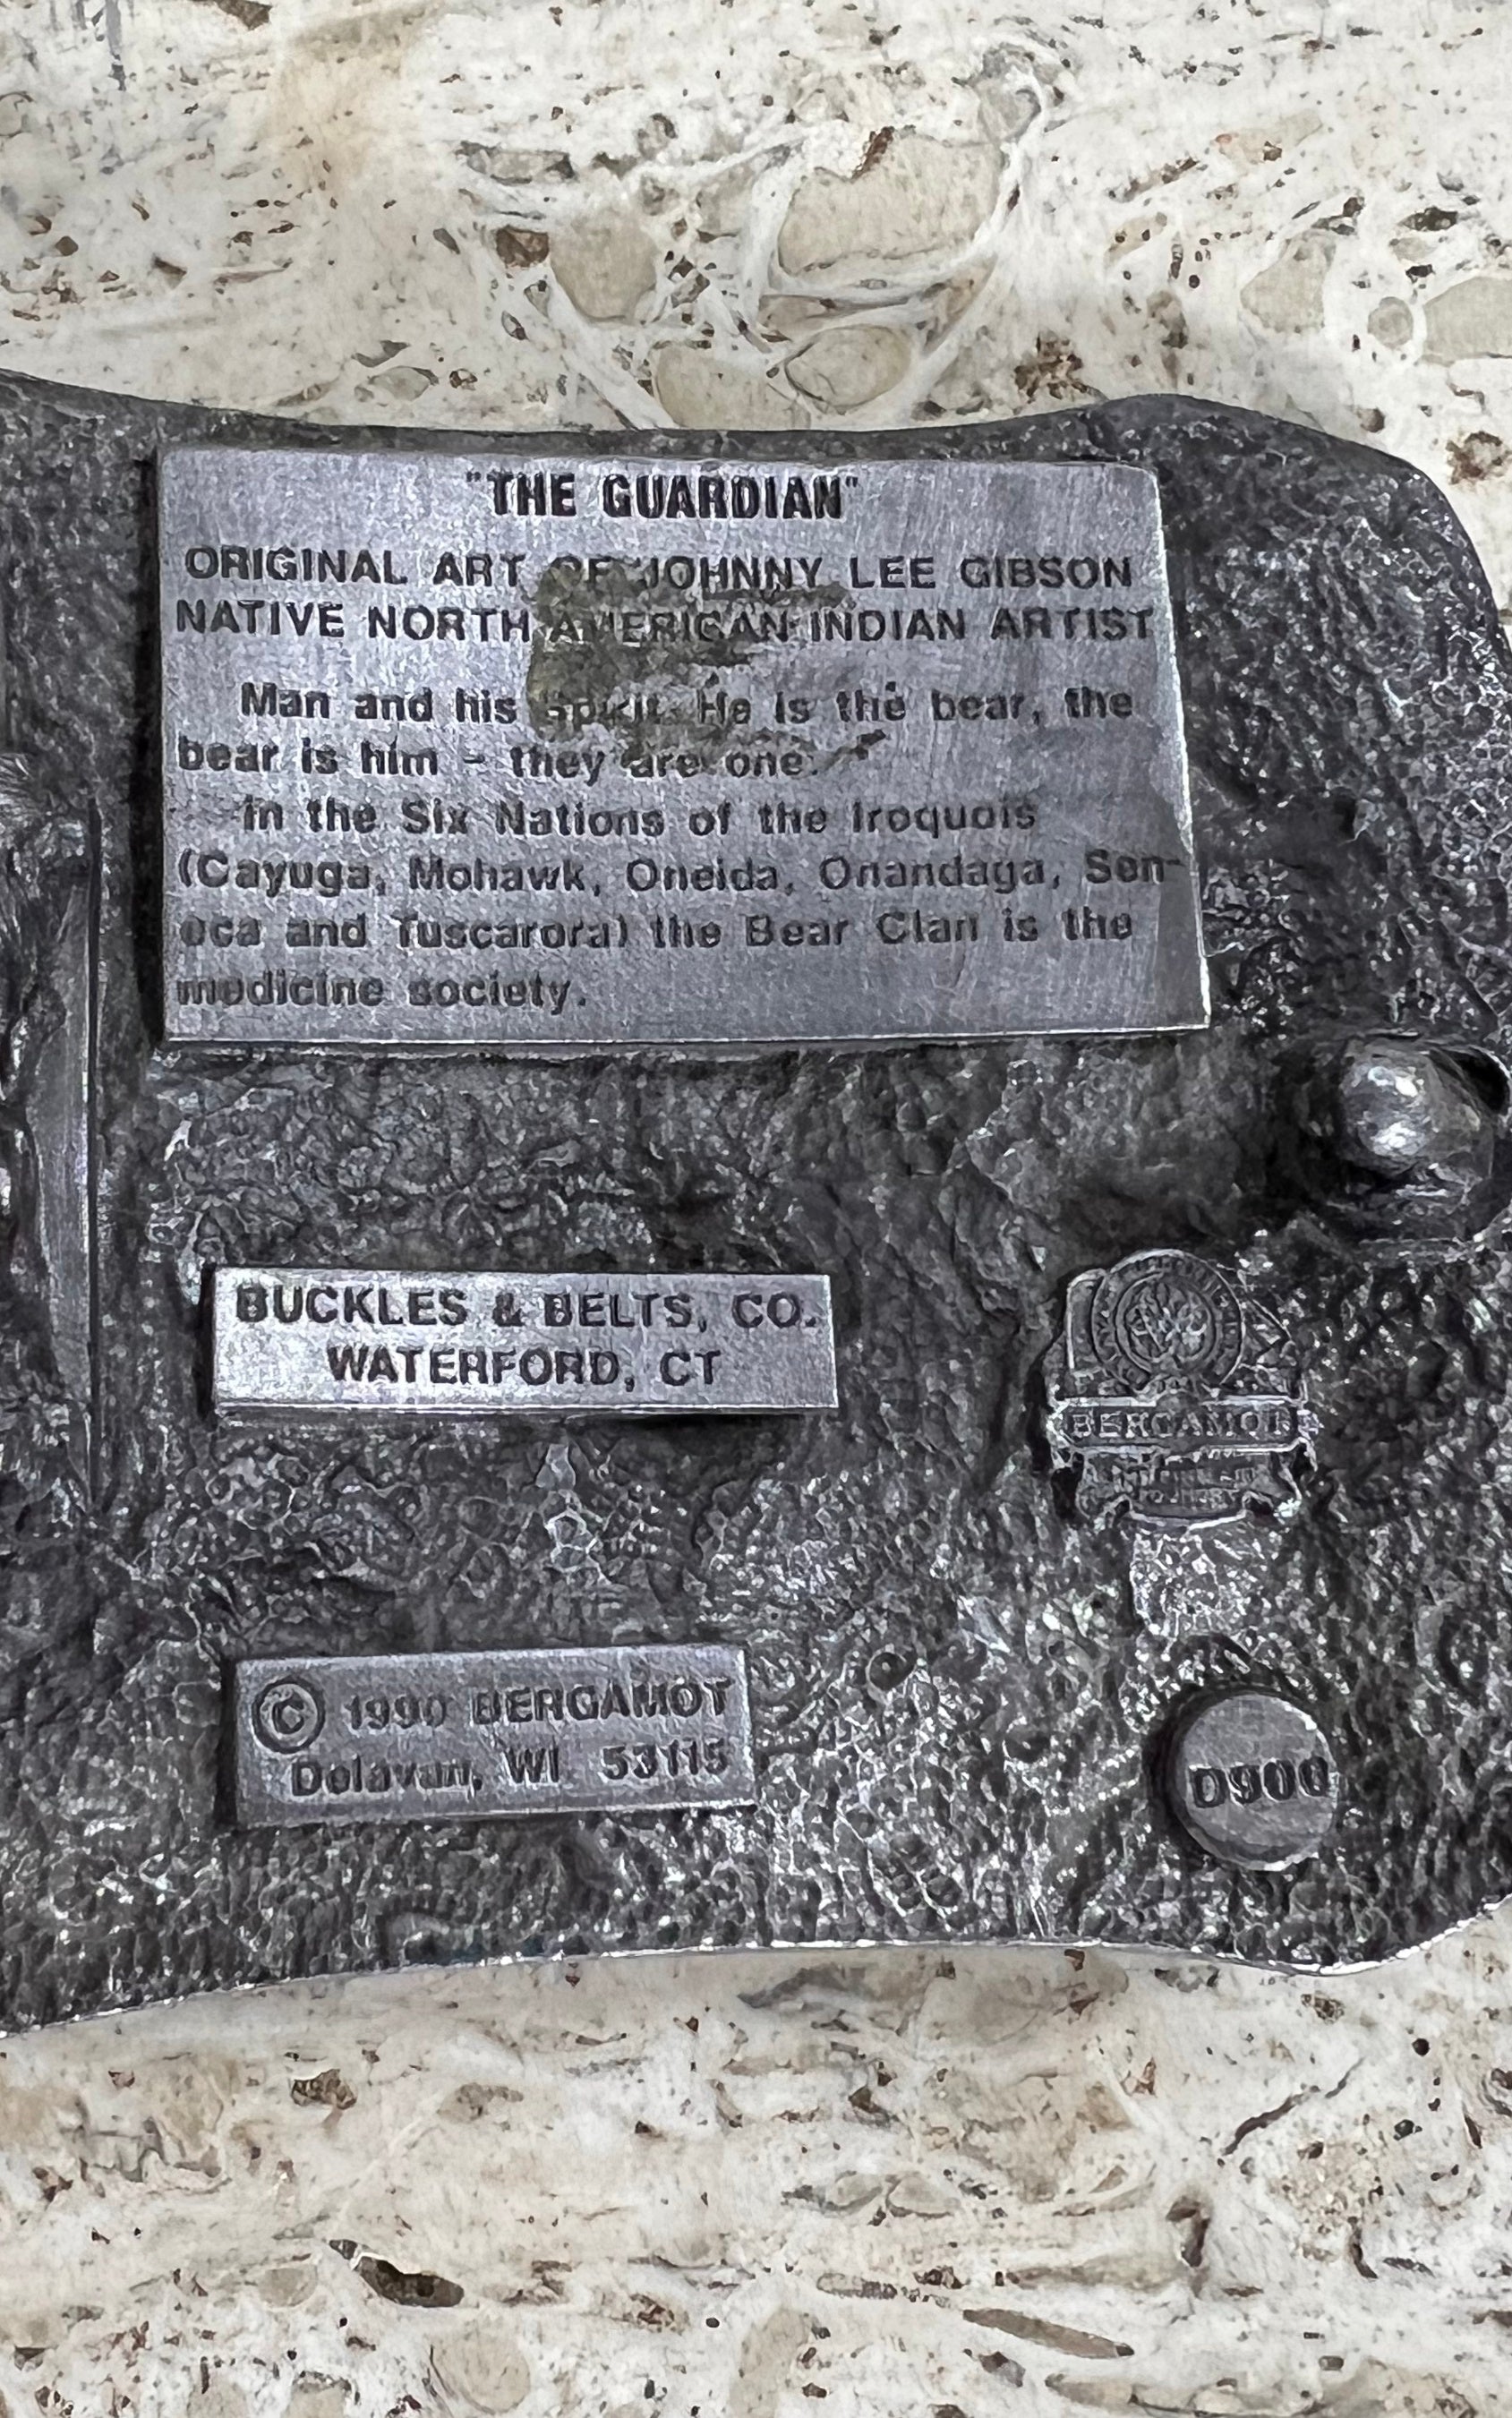 "THE GUARDIAN"
ORIGINAL ART OF JOHNNY LEE GIBSON
NATIVE NORTH AMERICAN INDIAN ARTIST
Man and his Spirit. He is the bear, the
bear is him - they are one.
In the Six Nations of the Iroquois
(Cayuga, Mohawk, Oneida, Onandaga, Sen-
eca and Tuscarora) the Bear Clan is the
medicine society.
BUCKLES & BELTS, CO.
WATERFORD, CT
BERGAMOT
© 1990 BERGAMOT
Delavan, WI 53115
D900